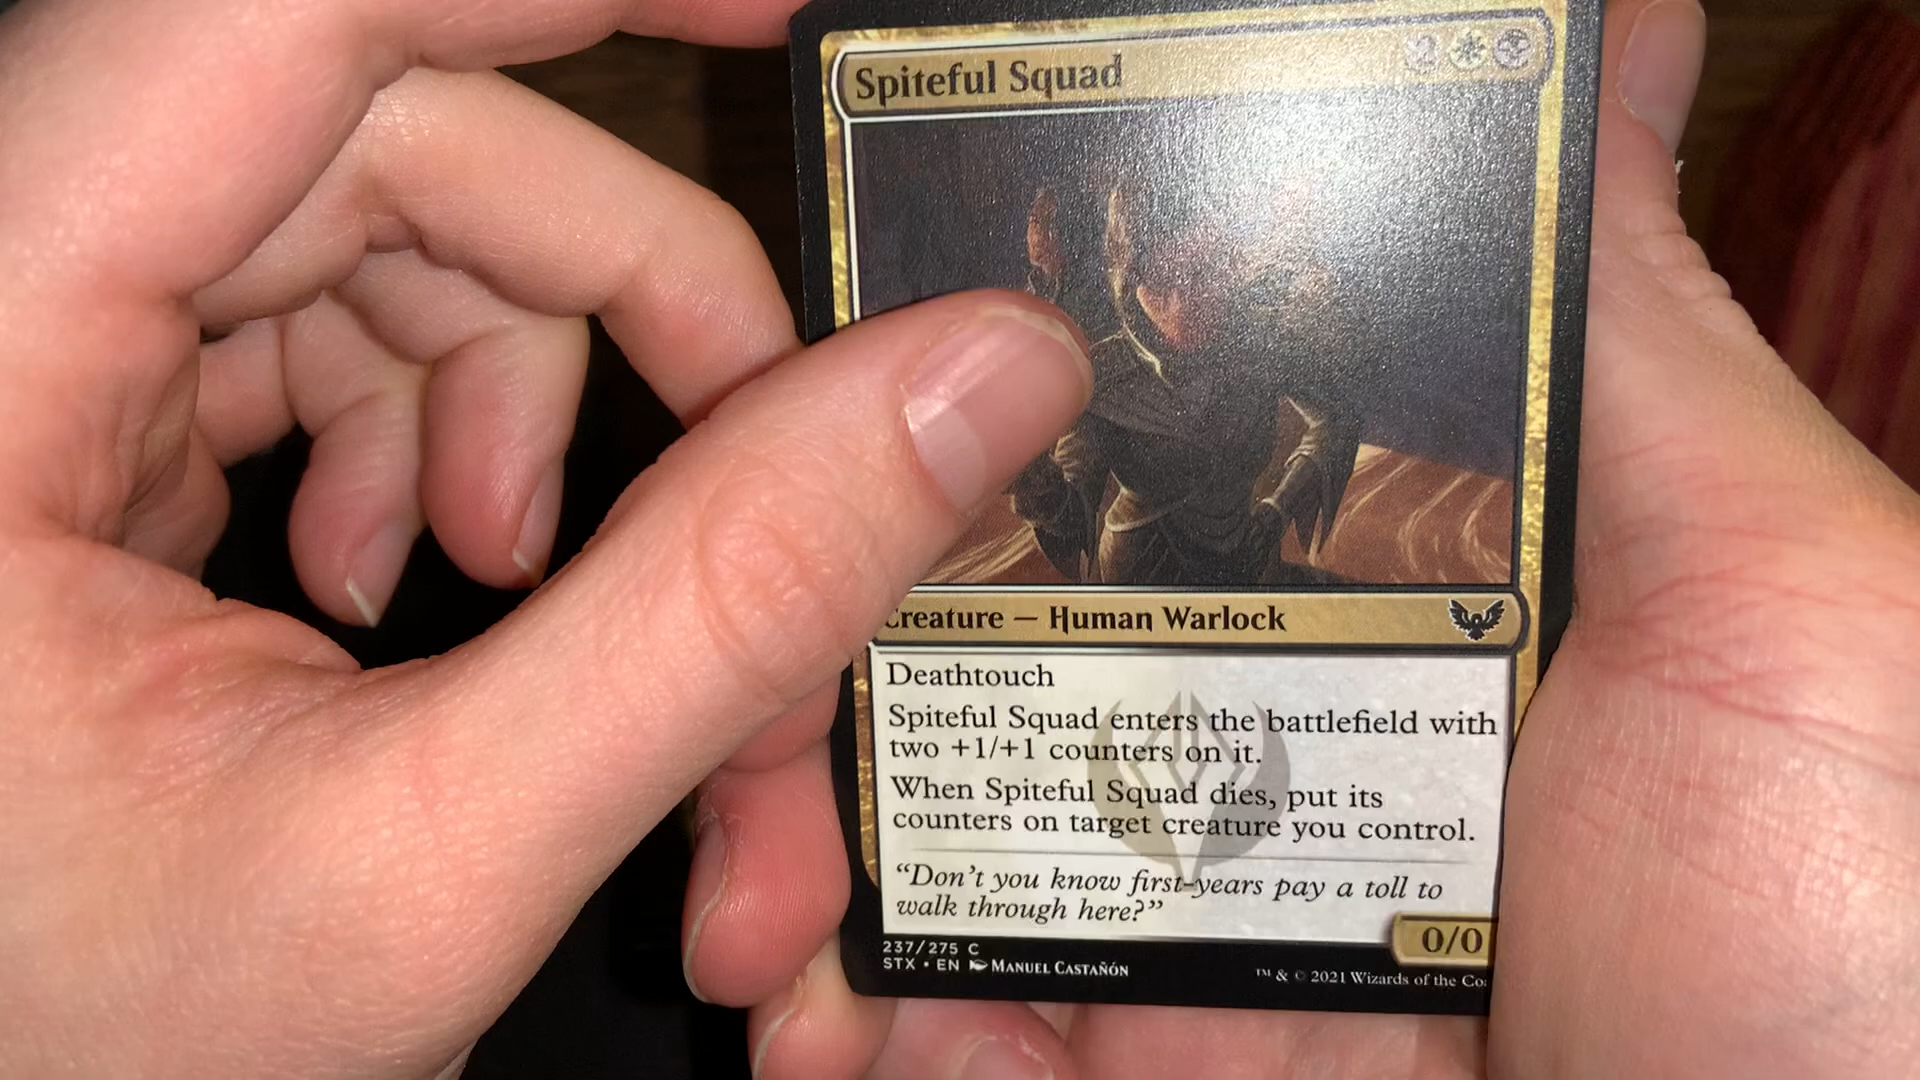 Spiteful Squad
2
Creature — Human Warlock
Deathtouch
Spiteful Squad enters the battlefield with
two +1/+1 counters on it.
When Spiteful Squad dies, put its
counters on target creature you control.
“Don’t you know first-years pay a toll to
walk through here?”
0/0
237/275 C
STX • EN MANUEL CASTAÑÓN
™ & © 2021 Wizards of the